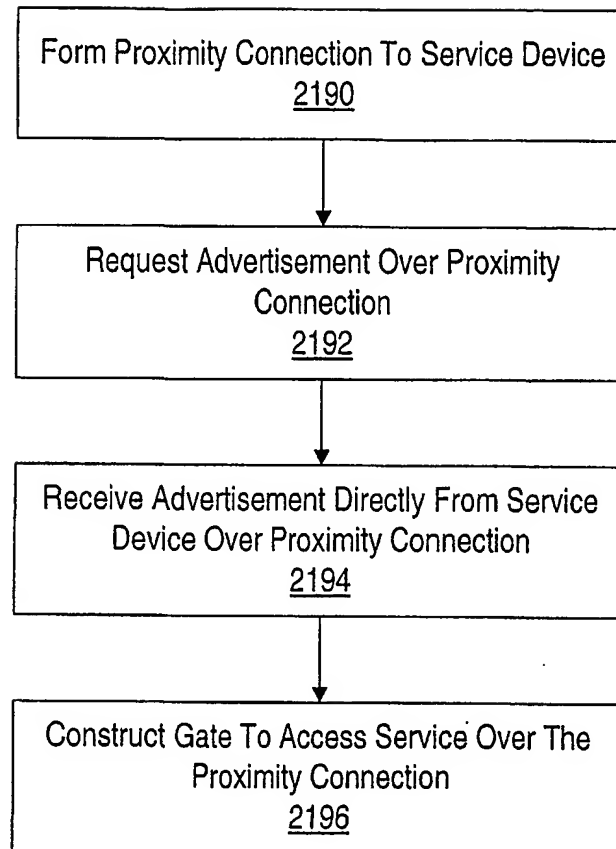 Form Proximity Connection To Service Device
2190
Request Advertisement Over Proximity
Connection
2192
Receive Advertisement Directly From Service
Device Over Proximity Connection
2194
Construct Gate To Access Service Over The
Proximity Connection
2196